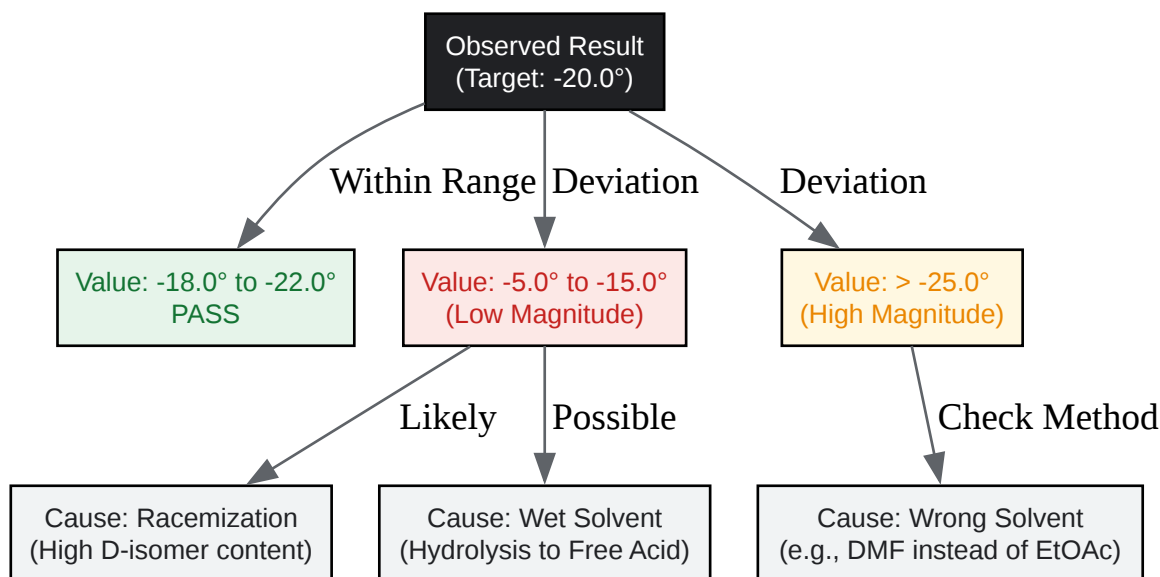 Observed Result
(Target: -20.0°)
Within Range
Deviation
Deviation
Value: -18.0° to -22.0°
PASS
Value: -5.0° to -15.0°
(Low Magnitude)
Value: > -25.0°
(High Magnitude)
Likely
Possible
Check Method
Cause: Racemization
(High D-isomer content)
Cause: Wet Solvent
(Hydrolysis to Free Acid)
Cause: Wrong Solvent
(e.g., DMF instead of EtOAc)